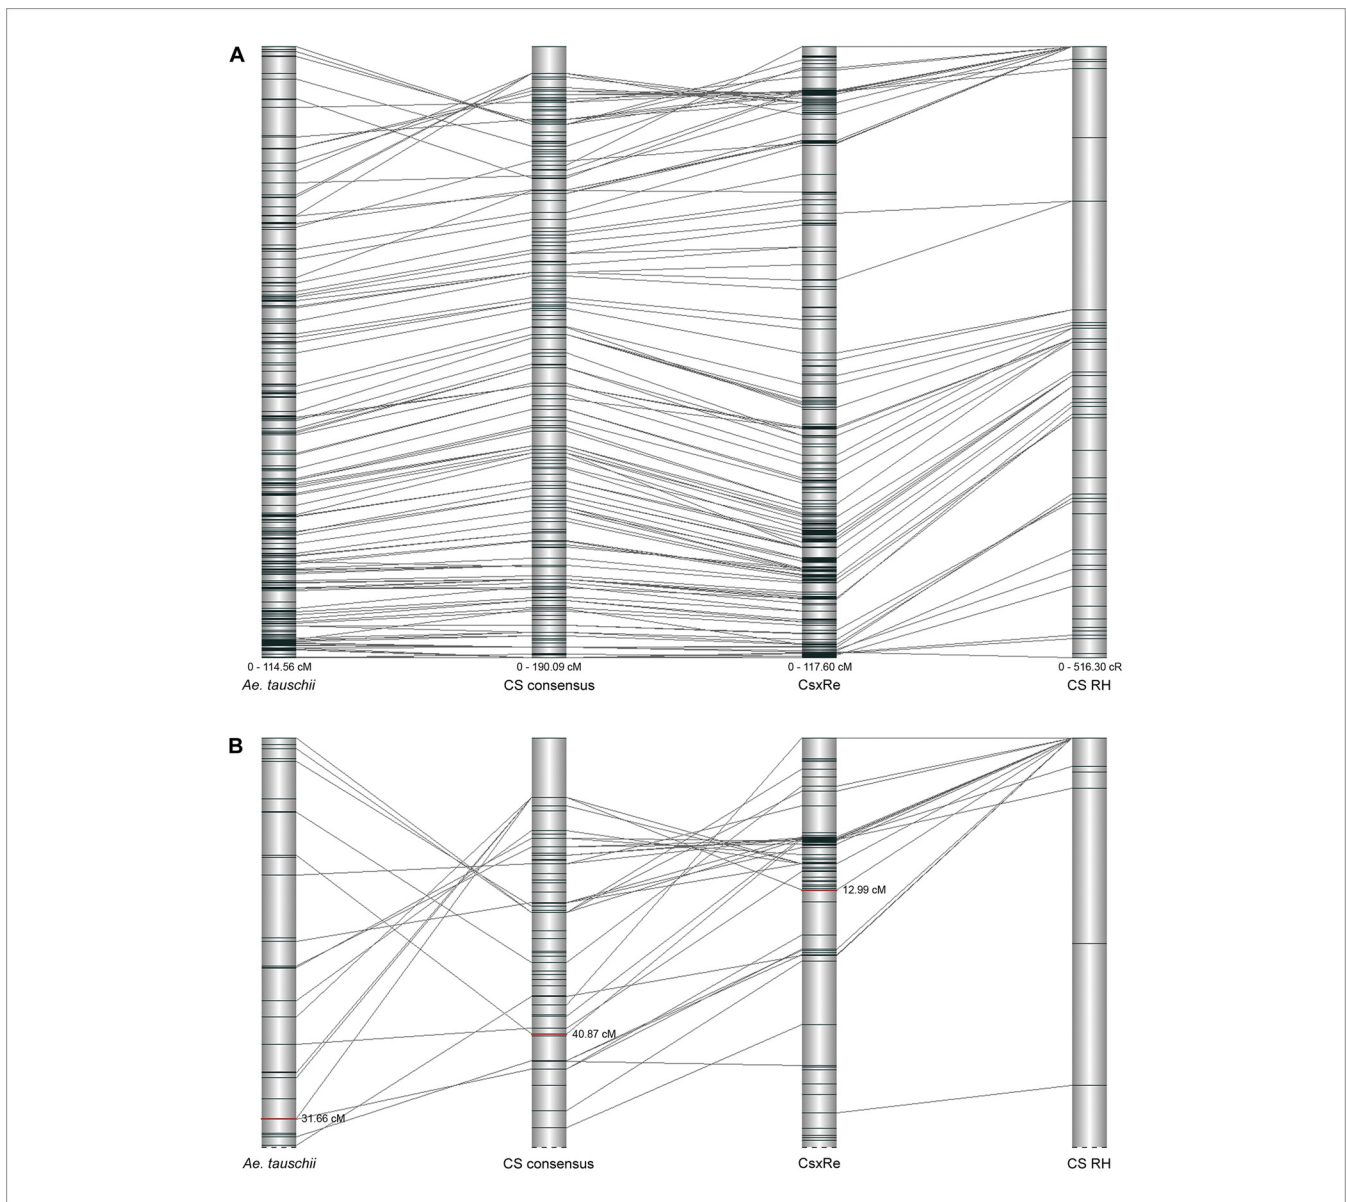 A
0 - 114.56 cM
0 - 190.09 cM
0 - 117.60 cM
0 - 516.30 cR
Ae. tauschii
CS consensus
CsxRe
CS RH
B
12.99 cM
40.87 cM
31.66 cM
Ae. tauschii
CS consensus
CsxRe
CS RH